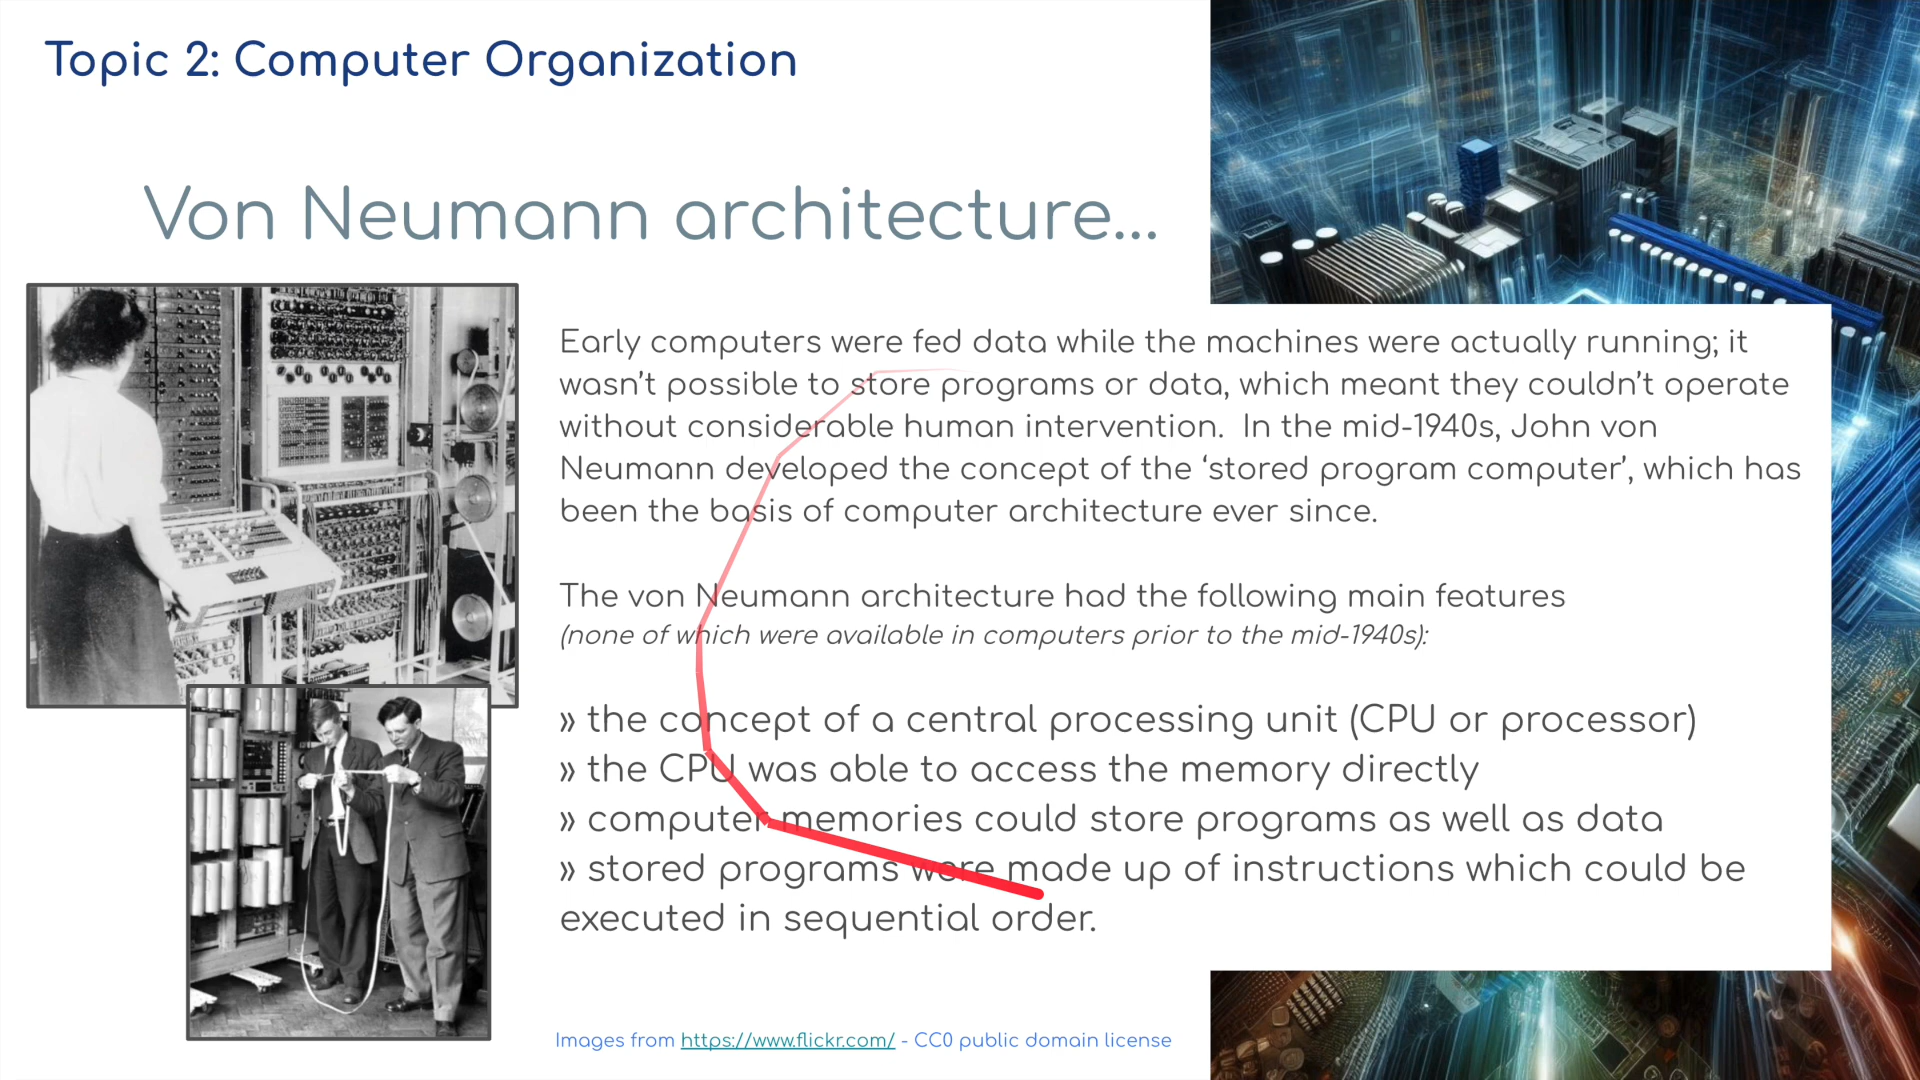 Topic 2: Computer Organization
Von Neumann architecture...
Early computers were fed data while the machines were actually running; it
wasn't possible to store programs or data, which meant they couldn't operate
without considerable human intervention.  In the mid-1940s, John von
Neumann developed the concept of the ‘stored program computer’, which has
been the basis of computer architecture ever since.
The von Neumann architecture had the following main features
(none of which were available in computers prior to the mid-1940s):
» the concept of a central processing unit (CPU or processor)
» the CPU was able to access the memory directly
» computer memories could store programs as well as data
» stored programs were made up of instructions which could be
executed in sequential order.
Images from https://www.flickr.com/ - CC0 public domain license